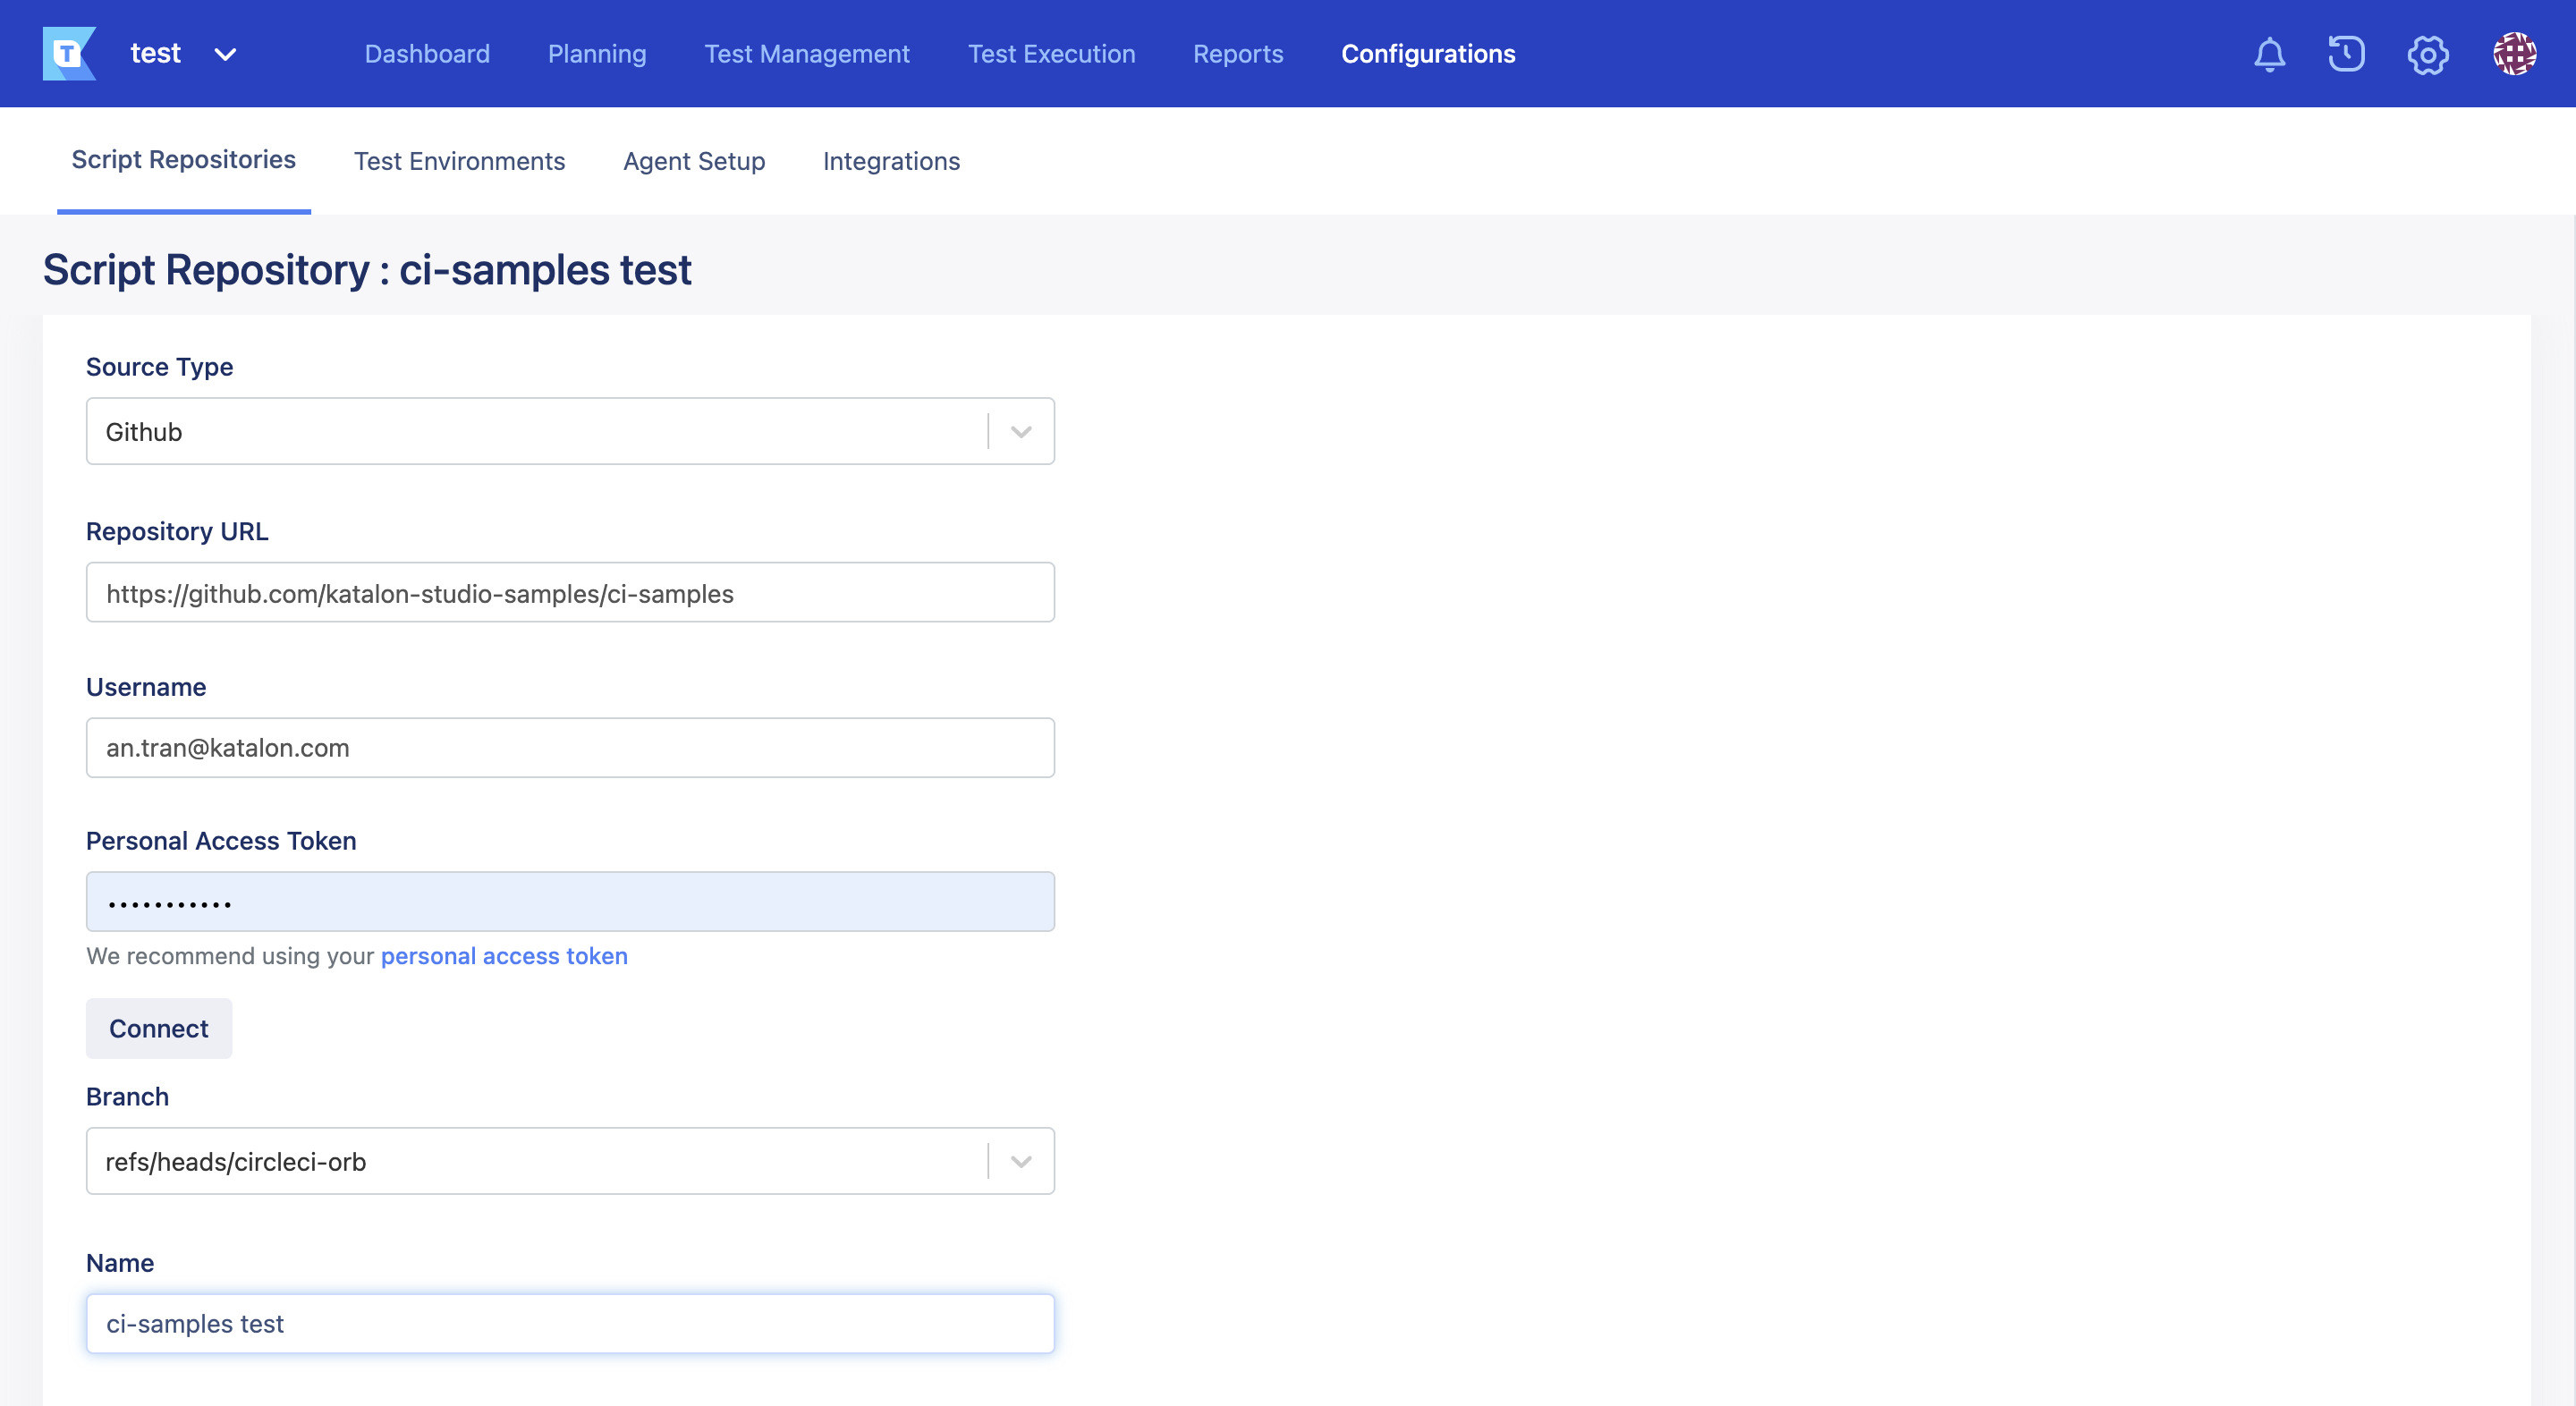 T test Dashboard Planning Test Management Test Execution Reports Configurations
Script Repositories Test Environments Agent Setup Integrations
Script Repository : ci-samples test
Source Type
Github
Repository URL
https://github.com/katalon-studio-samples/ci-samples
Username
an.tran@katalon.com
Personal Access Token
•••••••••••
We recommend using your personal access token
Connect
Branch
refs/heads/circleci-orb
Name
ci-samples test